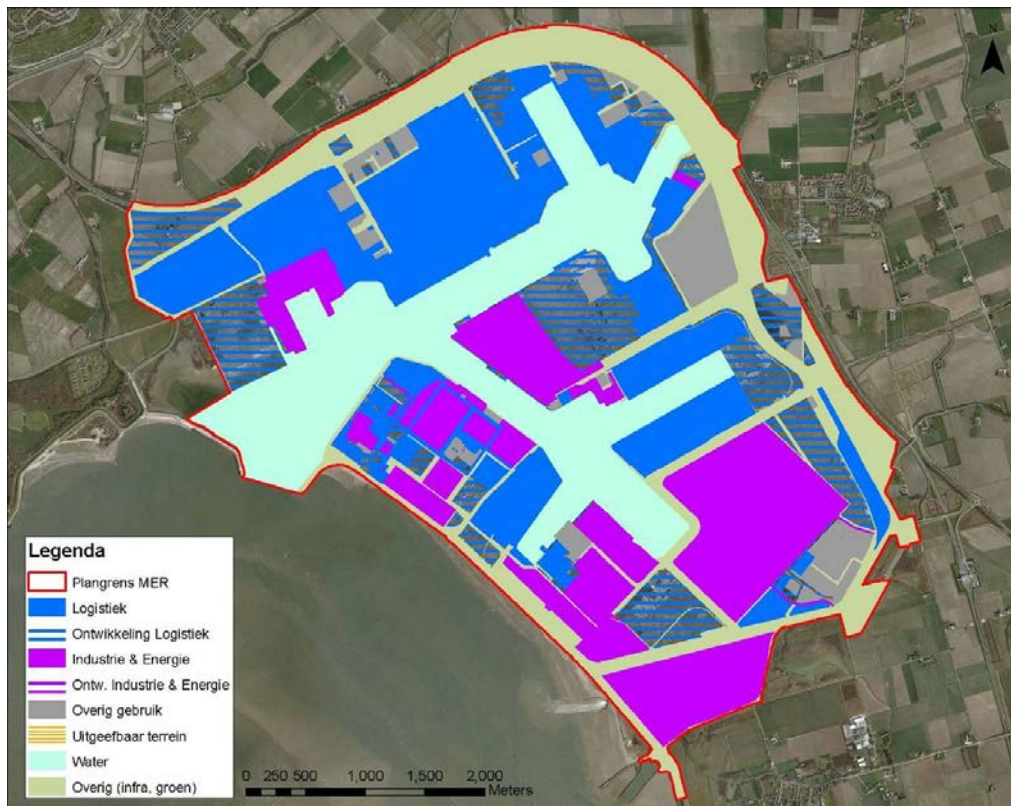 N
Legenda
Plangrens MER
Logistiek
Ontwikkeling Logistiek
Industrie & Energie
Ontw. Industrie & Energie
Overig gebruik
Uitgeefbaar terrein
Water
Overig (infra, groen)
0 250 500 1,000 1,500 2,000
Meters